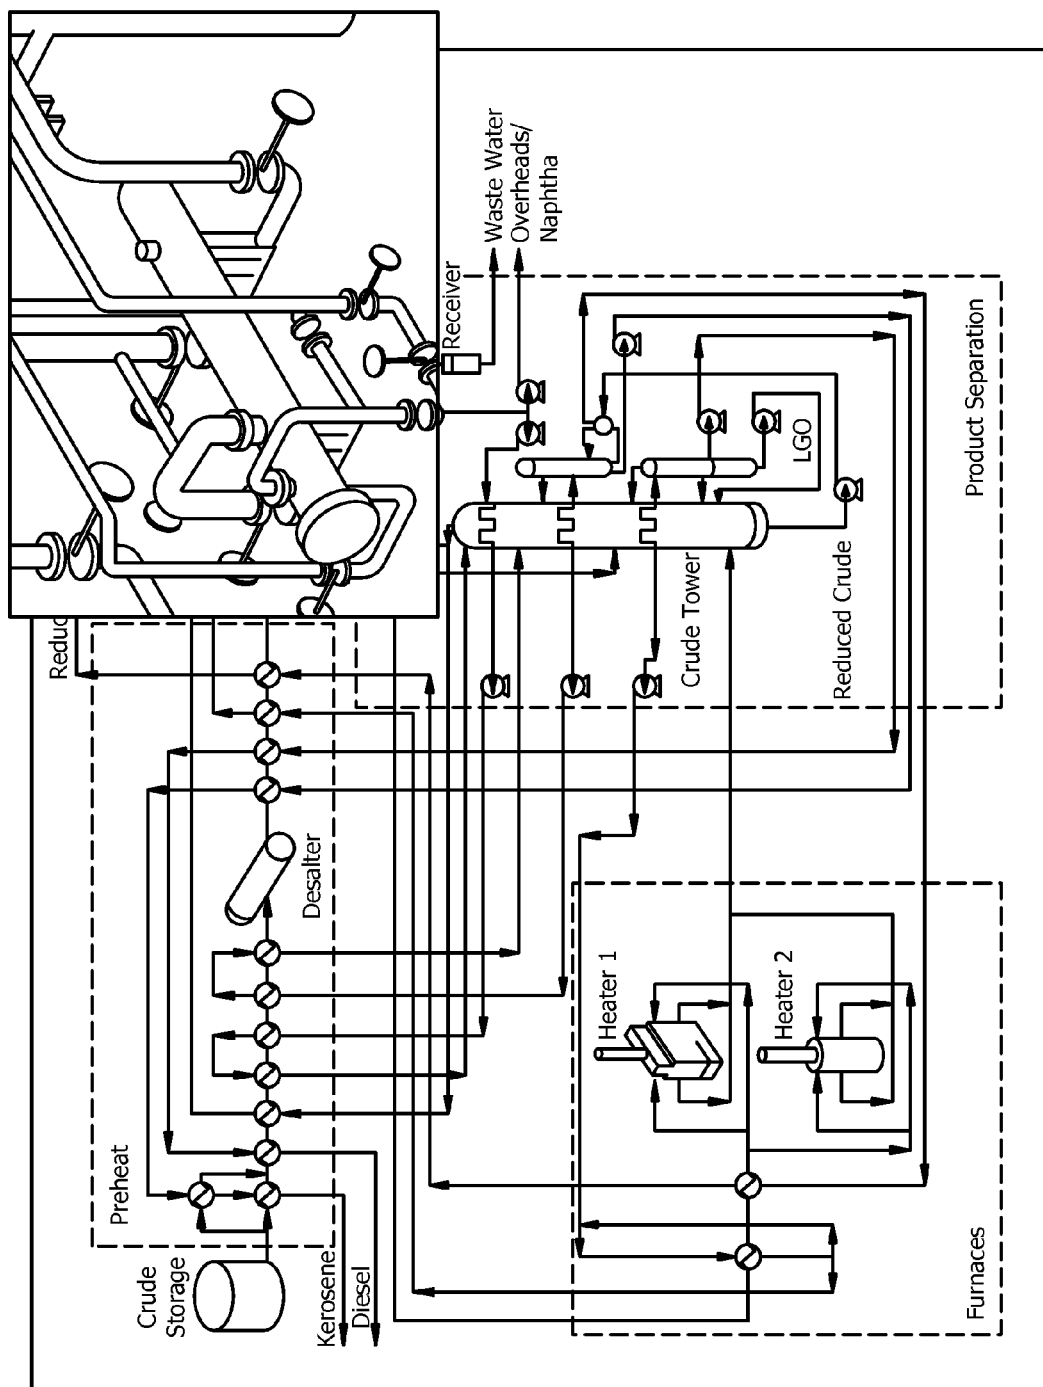 Crude
Storage
Preheat
Desalter
Reduc
Kerosene
Diesel
Receiver
Waste Water
Overheads/
Naphtha
Heater 1
Heater 2
Furnaces
Crude Tower
LGO
Reduced Crude
Product Separation